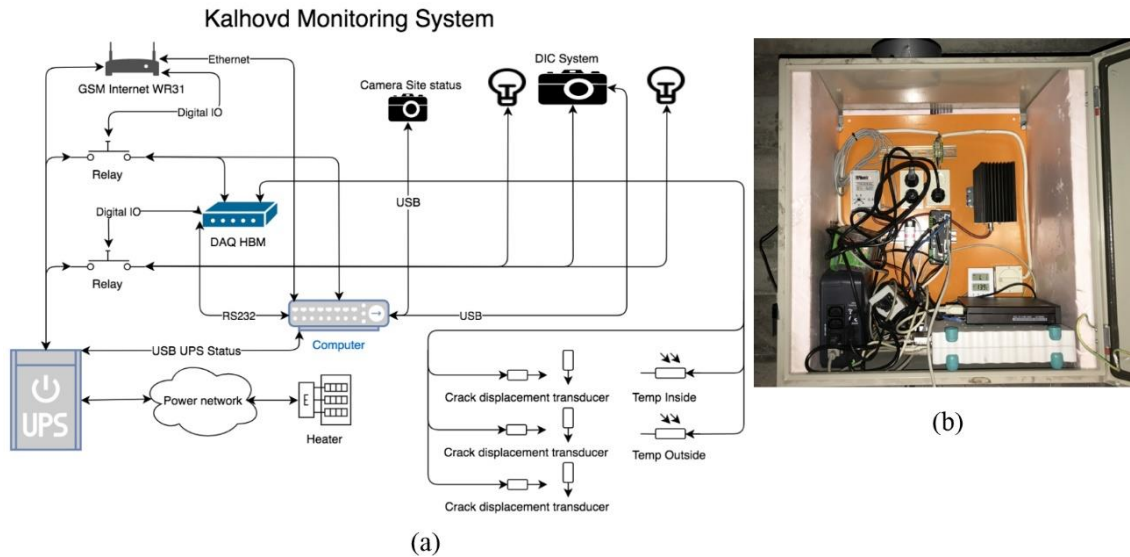 Kalhovd Monitoring System
Ethernet
GSM Internet WR31
DIC System
Camera Site status
Digital IO
Relay
USB
Digital IO
DAQ HBM
Relay
RS232
USB
Computer
USB UPS Status
UPS
Power network
E
Heater
Crack displacement transducer
Temp Inside
Crack displacement transducer
Temp Outside
Crack displacement transducer
(a)
(b)